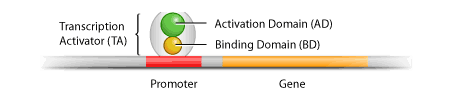 Transcription
Activator (TA)
Activation Domain (AD)
Binding Domain (BD)
Promoter
Gene